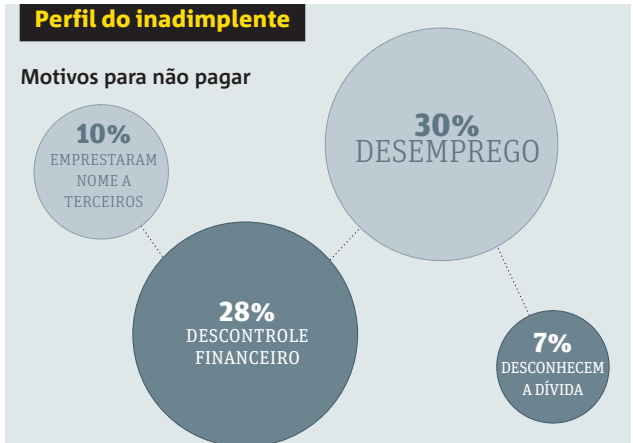 Perfil do inadimplente
Motivos para não pagar
10%
EMPRESTARAM
NOME A
TERCEIROS
30%
DESEMPREGO
28%
DESCONTROLE
FINANCEIRO
7%
DESCONHECEM
A DÍVIDA